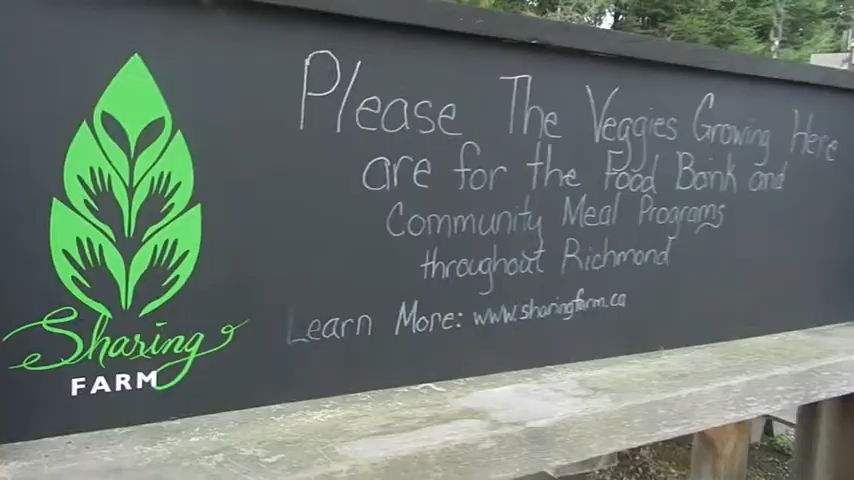 Please The Veggies Growing Here
are for the Food Bank and
Community Meal Programs
throughout Richmond
Learn More: www.sharingfarm.ca
Sharing
FARM